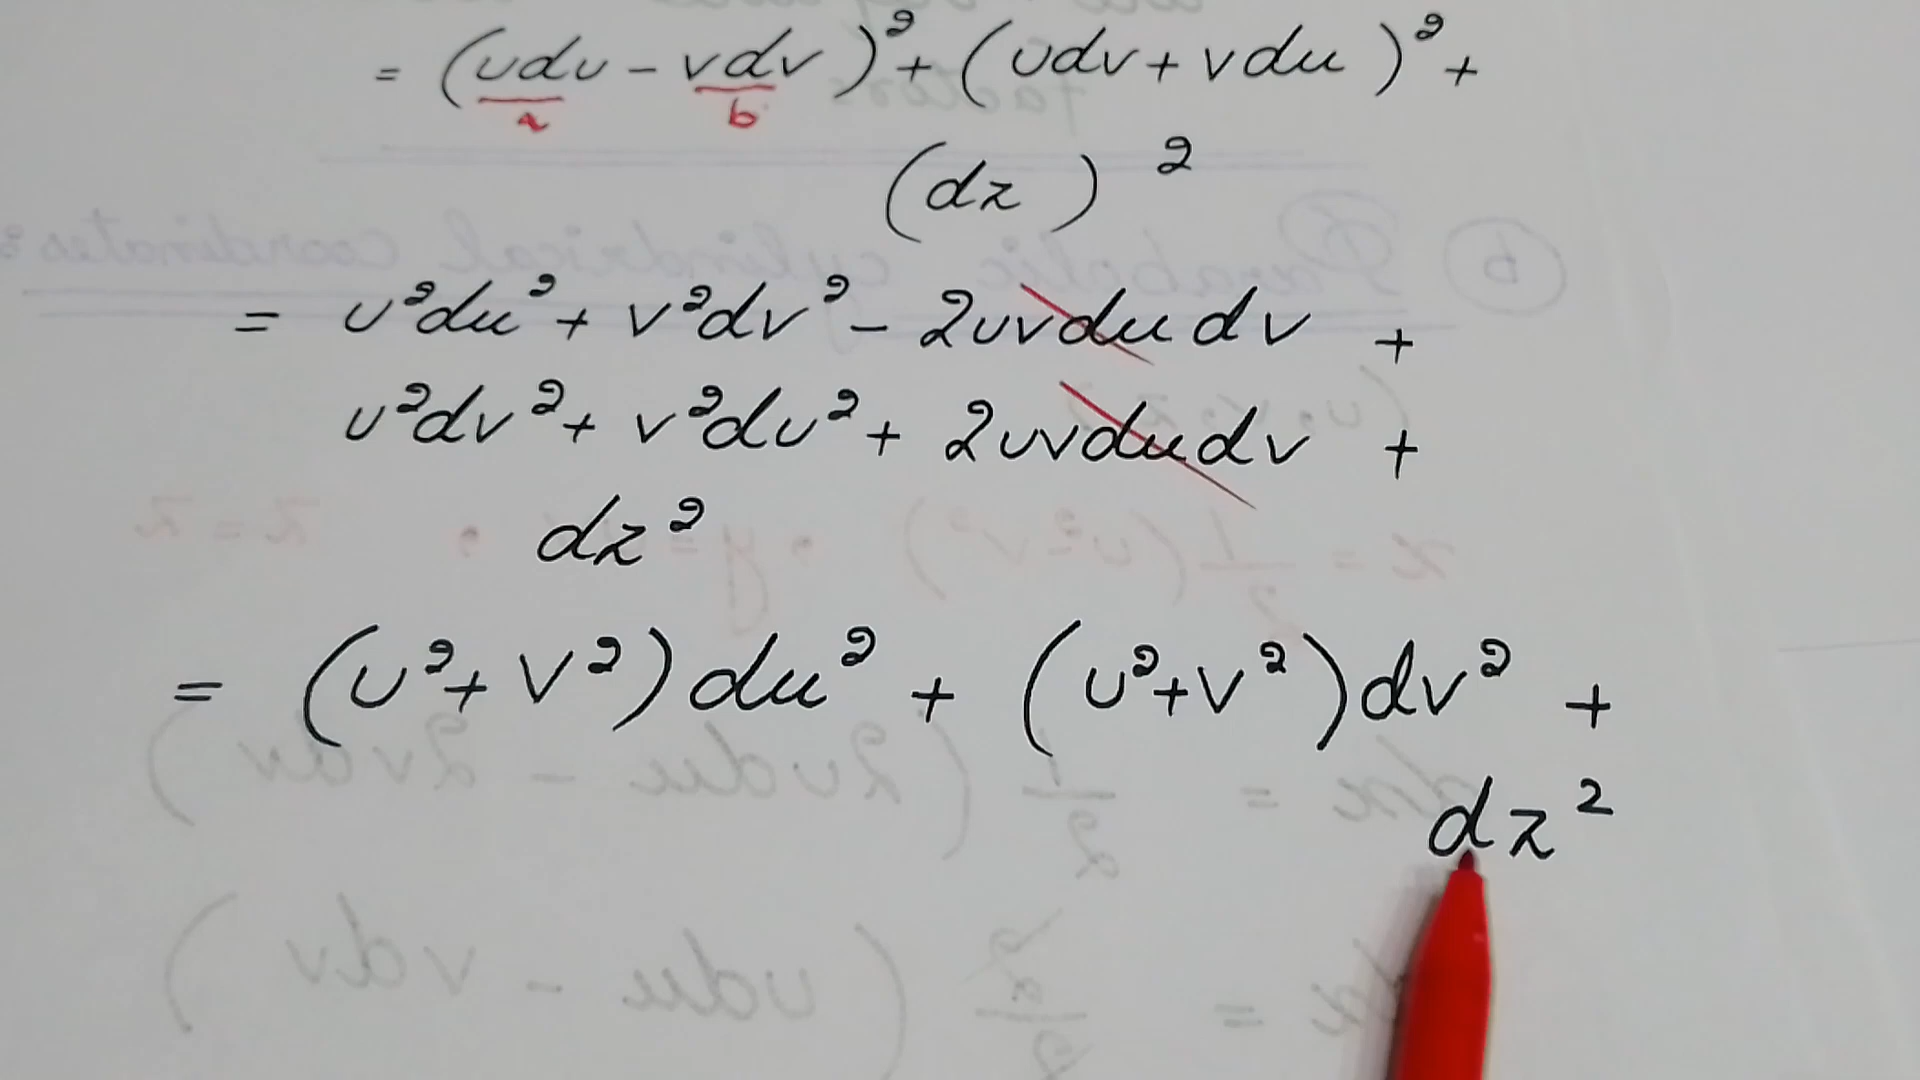 = (udu - vdv)² + (udv + vdu)² +
a b
(dz)²
= u²du² + v²dv² - 2uvdudv +
u²dv² + v²du² + 2uvdudv +
dz²
= (u² + v²)du² + (u² + v²)dv² +
dz²